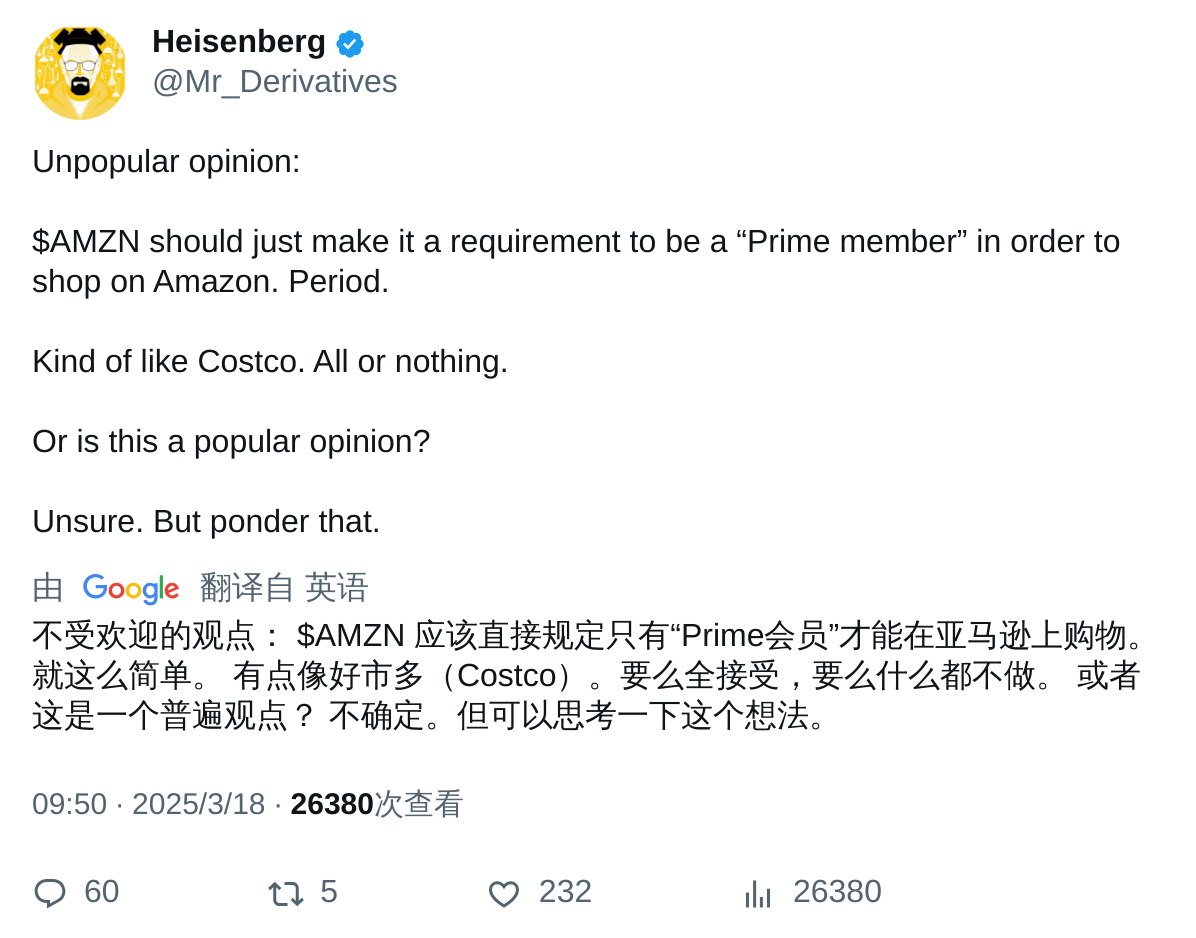 Heisenberg
@Mr_Derivatives
Unpopular opinion:
$AMZN should just make it a requirement to be a “Prime member” in order to
shop on Amazon. Period.
Kind of like Costco. All or nothing.
Or is this a popular opinion?
Unsure. But ponder that.
由 Google 翻译自 英语
不受欢迎的观点： $AMZN 应该直接规定只有“Prime会员”才能在亚马逊上购物。
就这么简单。 有点像好市多（Costco）。要么全接受，要么什么都不做。 或者
这是一个普遍观点？ 不确定。但可以思考一下这个想法。
09:50 · 2025/3/18 · 26380次查看
60 5 232 26380